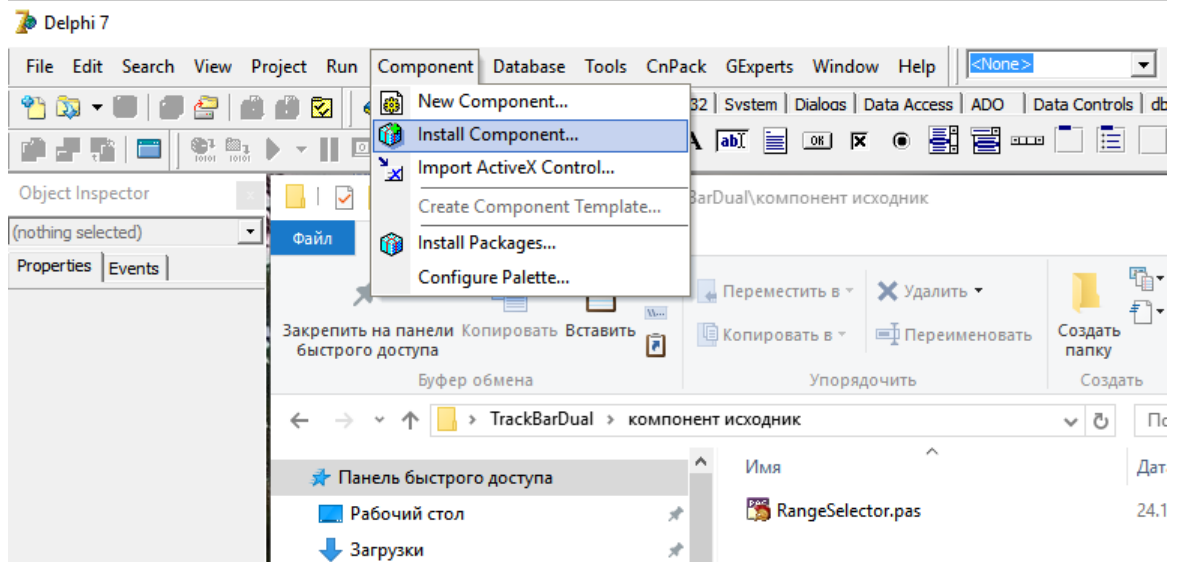 Delphi 7
File Edit Search View Project Run Component Database Tools CnPack GExperts Window Help <None>
New Component...
32 System Dialogs Data Access ADO Data Controls db
Install Component...
Import ActiveX Control...
Object Inspector
Create Component Template...
BarDual\компонент исходник
(nothing selected)
Файл
Install Packages...
Properties Events
Configure Palette...
Переместить в
Удалить
Закрепить на панели быстрого доступа
Копировать
Вставить
Копировать в
Переименовать
Создать папку
Буфер обмена
Упорядочить
Создать
TrackBarDual > компонент исходник
По
Панель быстрого доступа
Имя
Дат
Рабочий стол
RangeSelector.pas
24.1
Загрузки